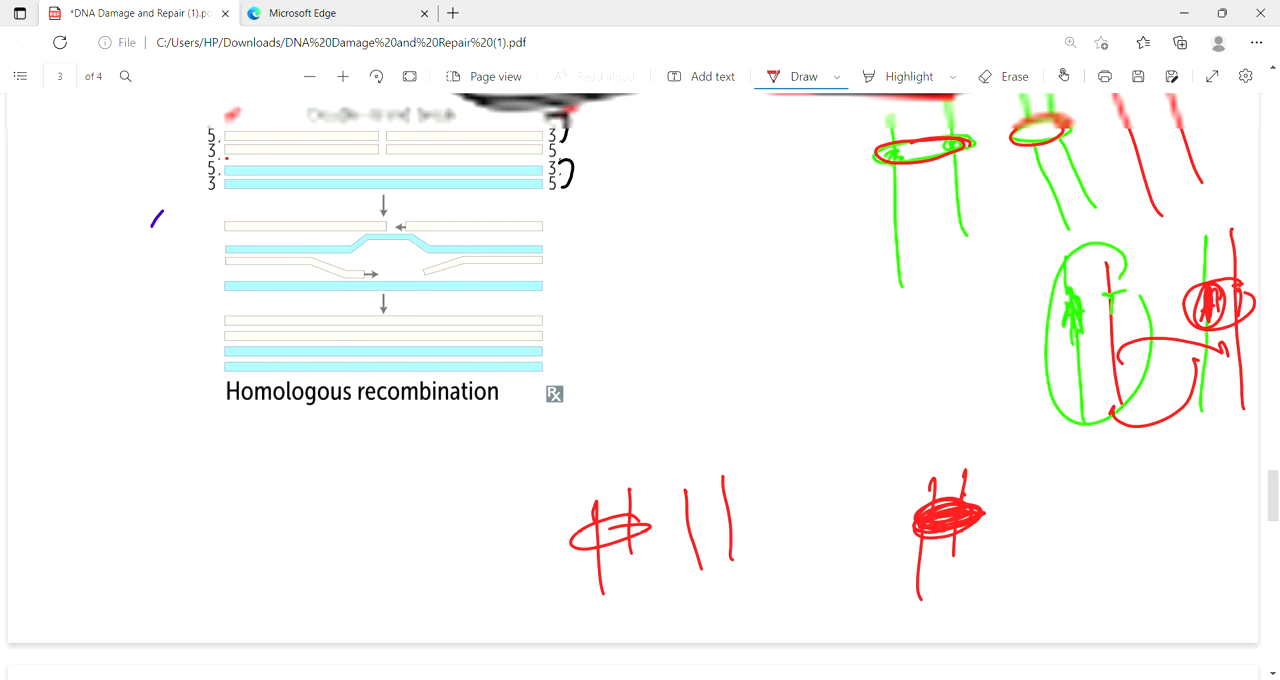 *DNA Damage and Repair (1).pd
Microsoft Edge
File
C:/Users/HP/Downloads/DNA%20Damage%20and%20Repair%20(1).pdf
3 of 4
Page view
Read aloud
Add text
Draw
Highlight
Erase
5, 3,
3, 5
5, 3,
3 5
Homologous recombination
Rx